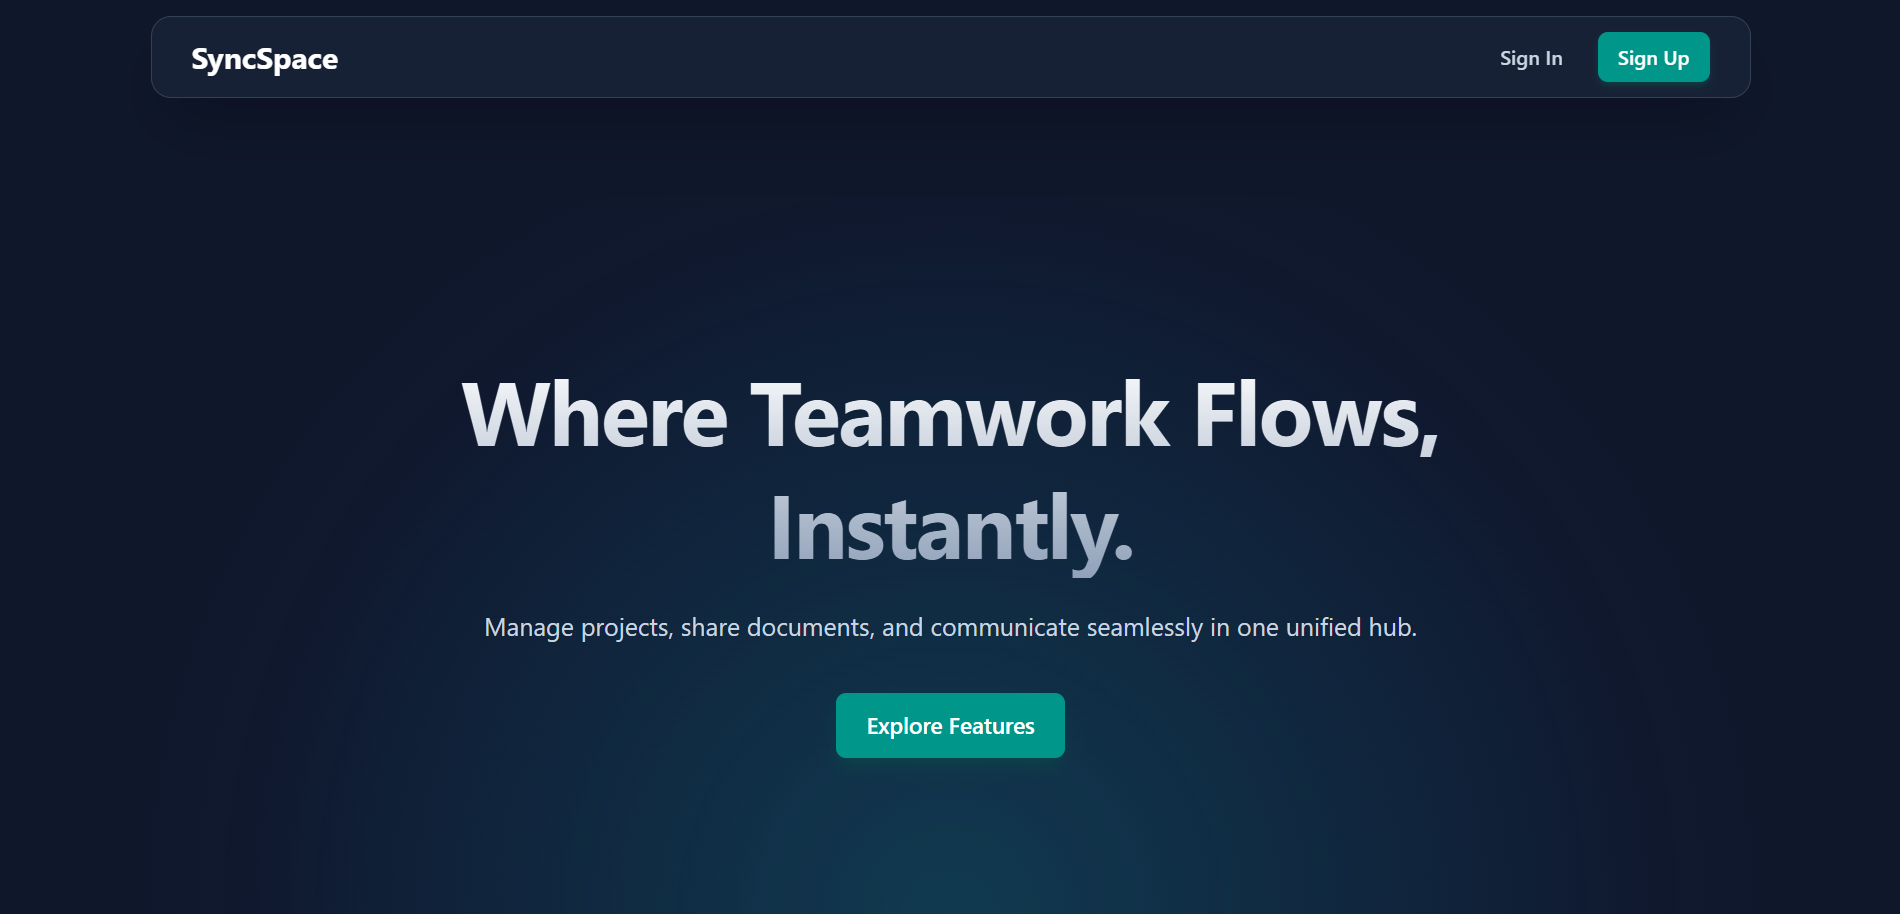 SyncSpace
Sign In
Sign Up
Where Teamwork Flows,
Instantly.
Manage projects, share documents, and communicate seamlessly in one unified hub.
Explore Features